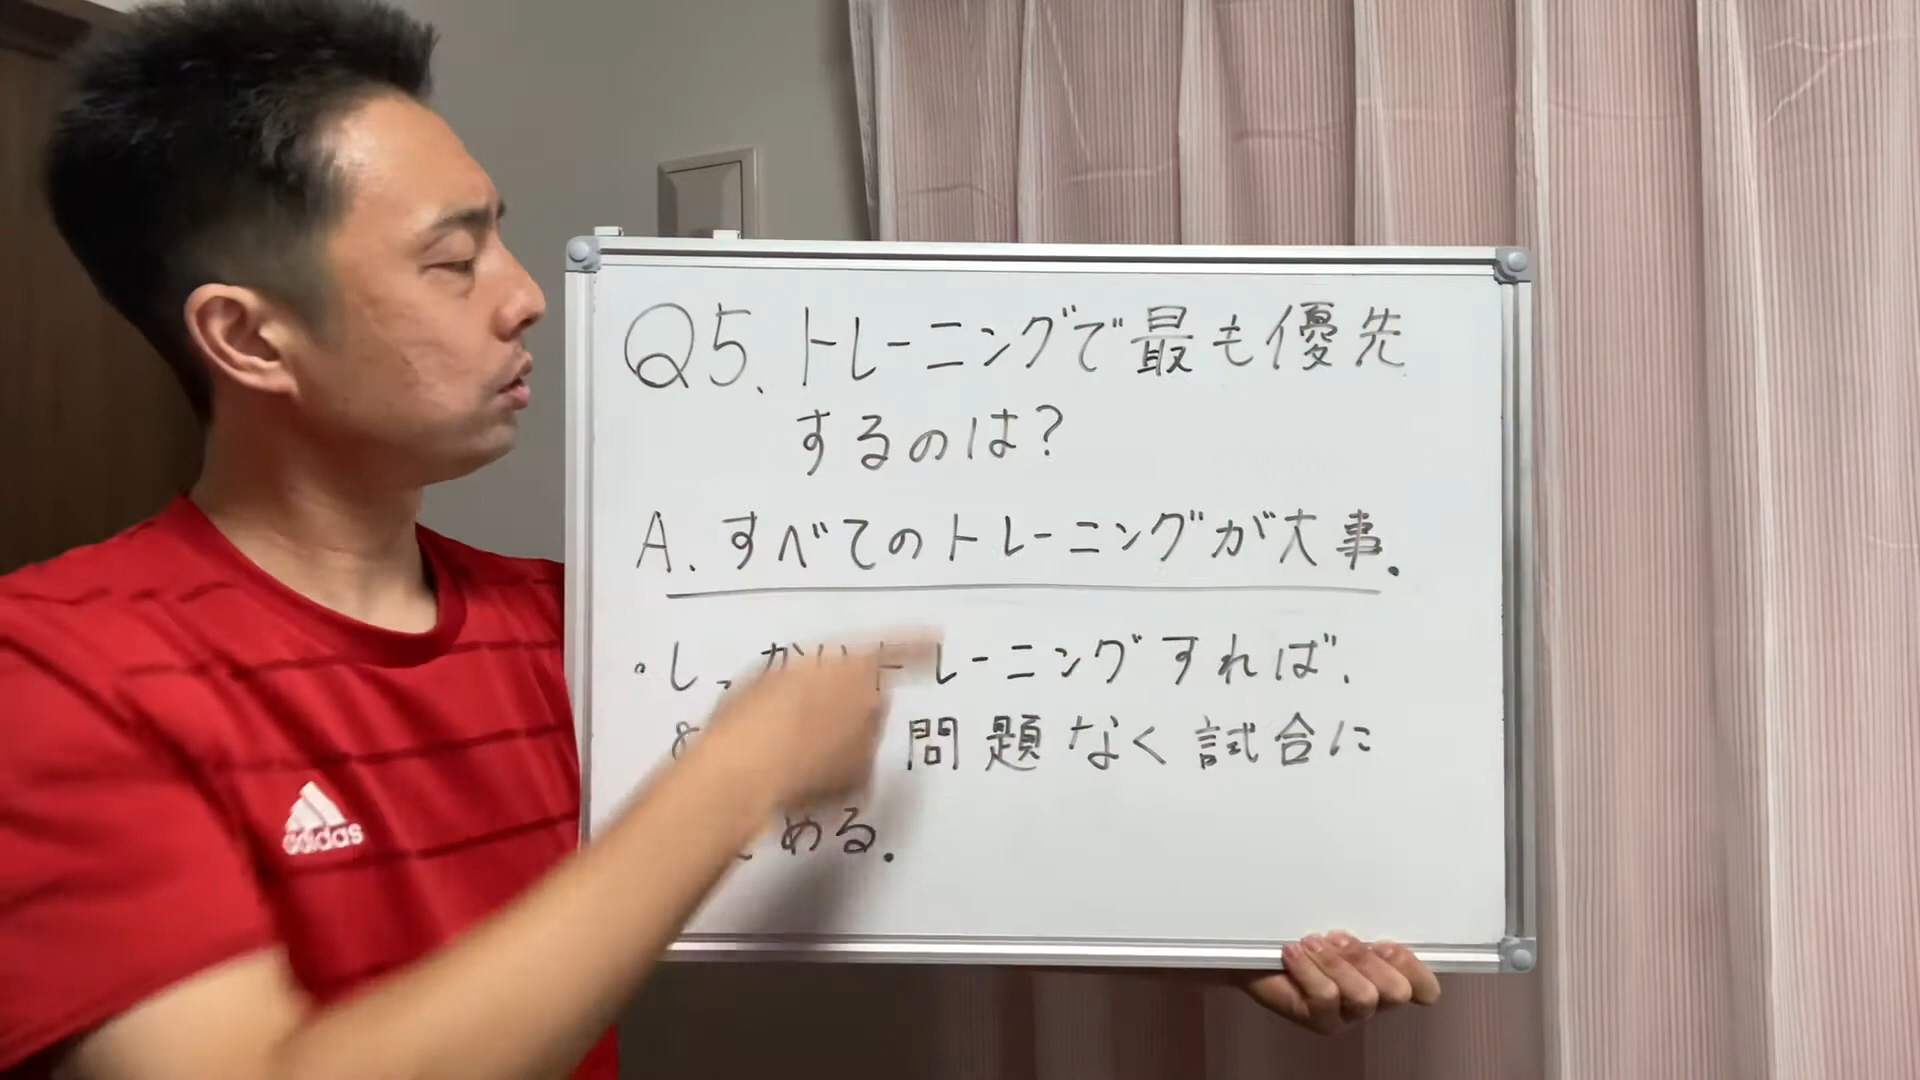 Q5.トレーニングで最も優先
するのは?
A.すべてのトレーニングが大事.
・しっかりトレーニングすれば.
問題なく試合に
める.
adidas